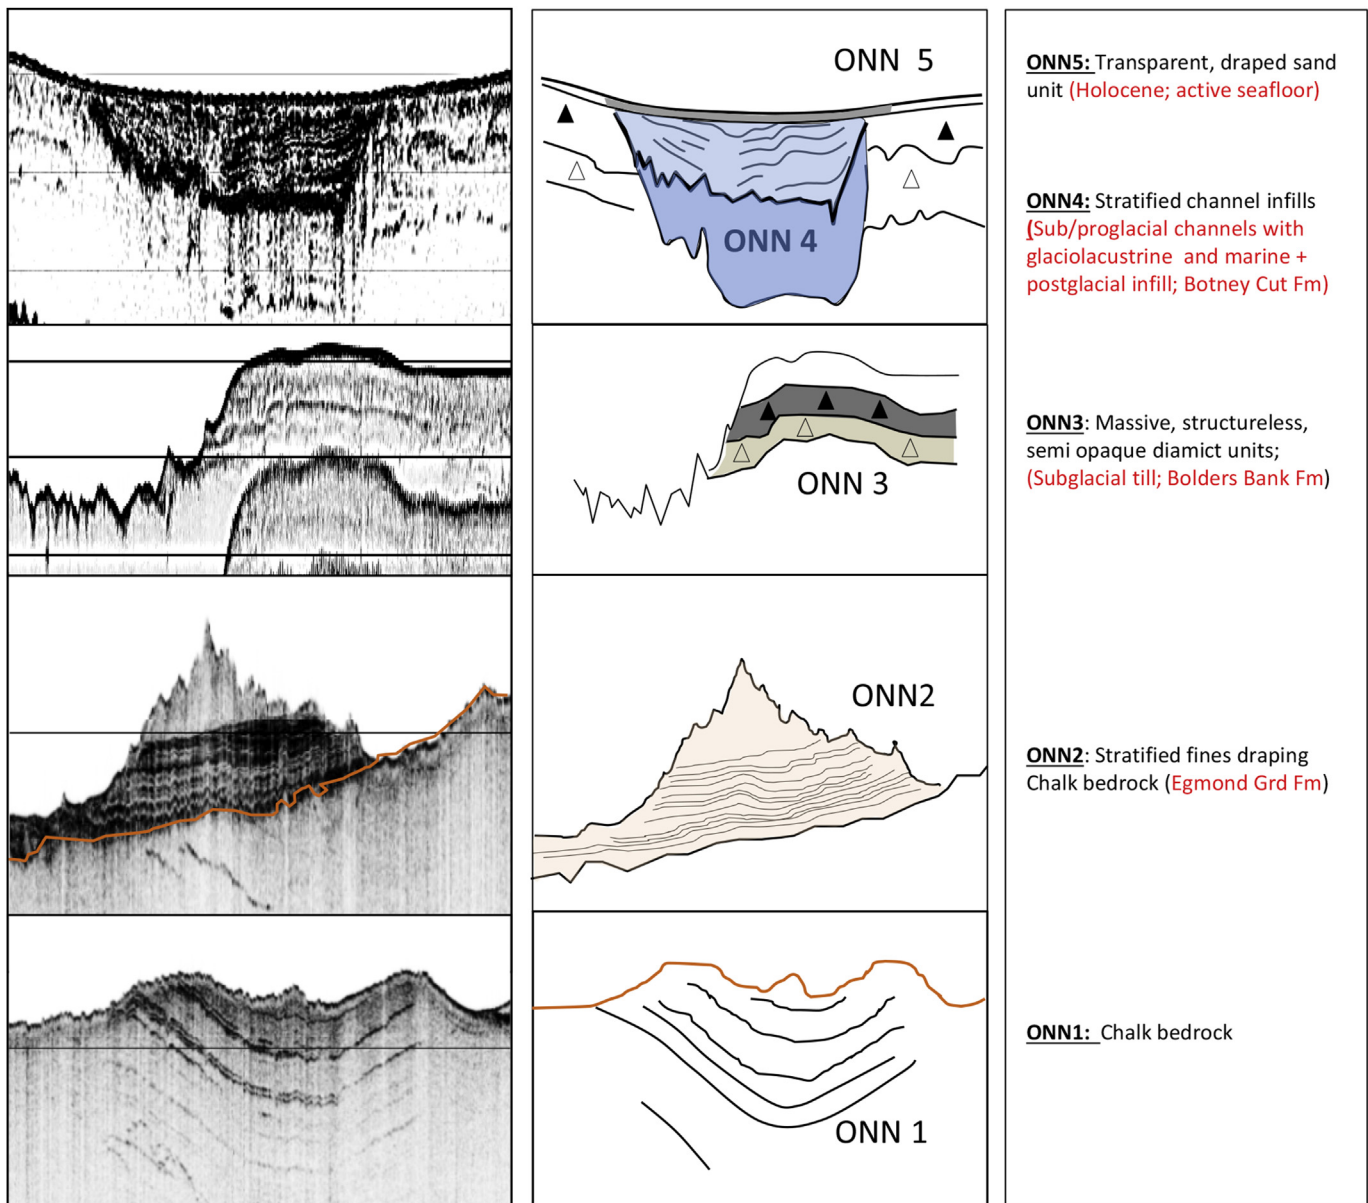 ONN 5
ONN5: Transparent, draped sand
unit (Holocene; active seafloor)
ONN 4
ONN4: Stratified channel infills
(Sub/proglacial channels with
glaciolacustrine and marine +
postglacial infill; Botney Cut Fm)
ONN 3
ONN3: Massive, structureless,
semi opaque diamict units;
(Subglacial till; Bolders Bank Fm)
ONN2
ONN2: Stratified fines draping
Chalk bedrock (Egmond Grd Fm)
ONN 1
ONN1: Chalk bedrock